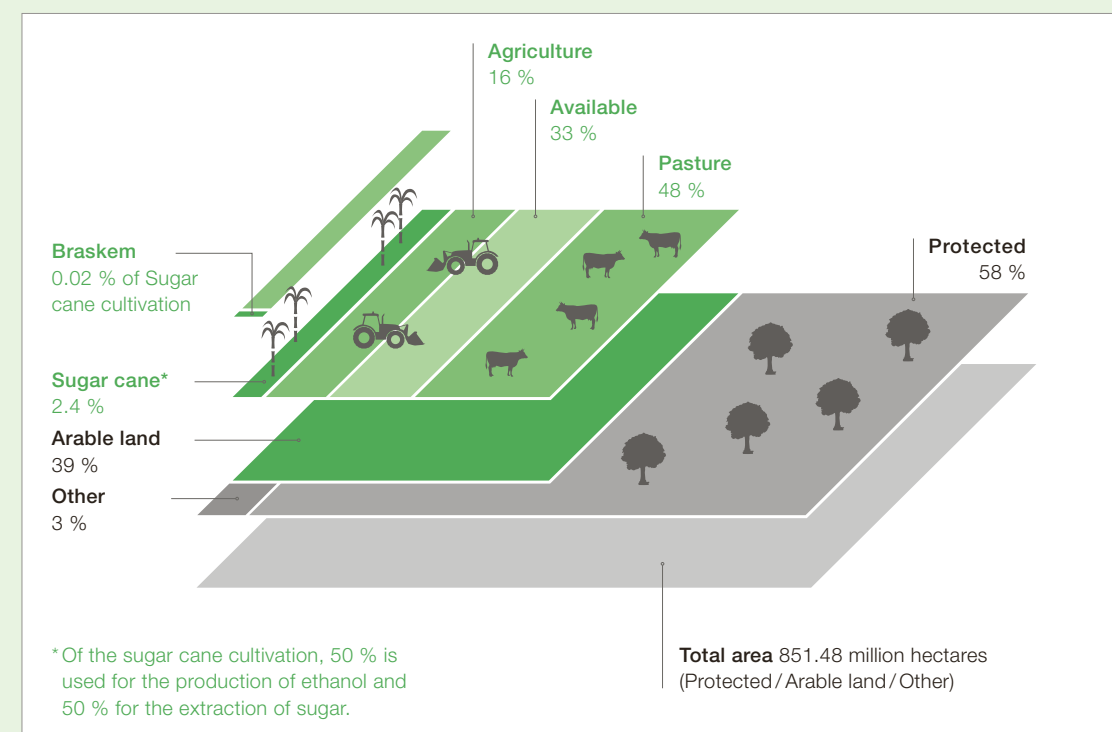 Agriculture
16 %
Available
33 %
Pasture
48 %
Braskem
0.02 % of Sugar
cane cultivation
Protected
58 %
Sugar cane*
2.4 %
Arable land
39 %
Other
3 %
* Of the sugar cane cultivation, 50 % is
used for the production of ethanol and
50 % for the extraction of sugar.
Total area 851.48 million hectares
(Protected / Arable land / Other)